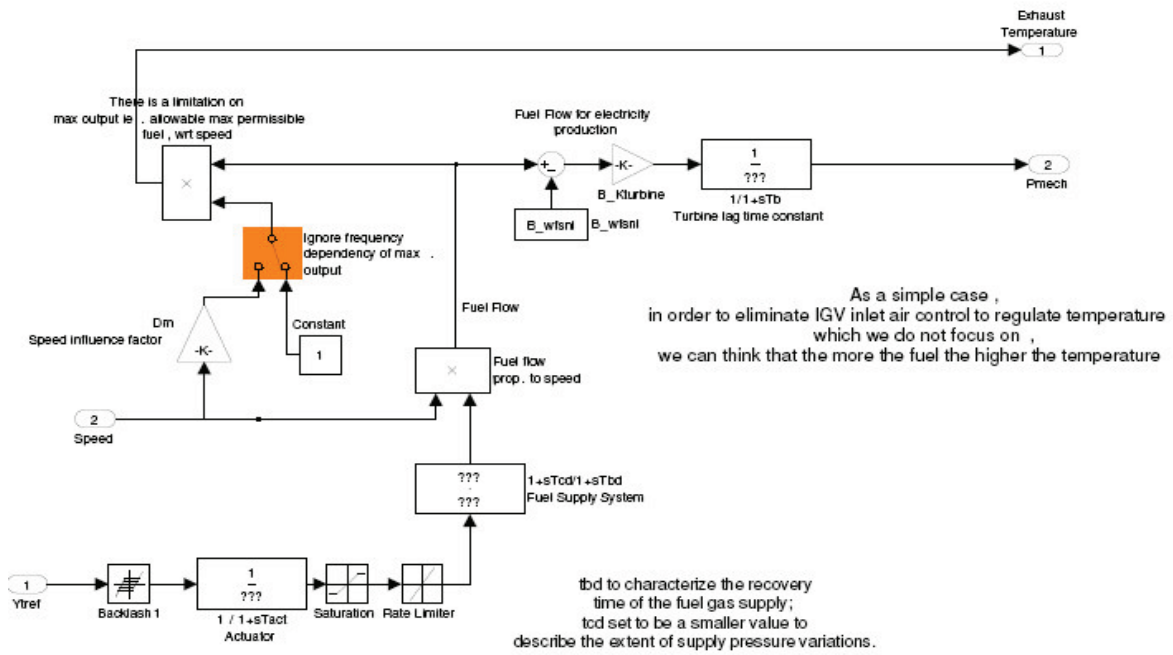 Exhaust
Temperature
1
There is a limitation on
max output ie . allowable max permissible
fuel , wrt speed
×
Fuel Flow for electricity
production
+
-
-K-
B_Kturbine
1
???
1/1+sTb
Turbine lag time constant
2
Pmech
B_wfsnl
B_wfsnl
Ignore frequency
dependency of max .
output
Dm
Speed influence factor
-K-
Constant
1
Fuel Flow
As a simple case ,
in order to eliminate IGV inlet air control to regulate temperature
which we do not focus on ,
we can think that the more the fuel the higher the temperature
×
Fuel flow
prop . to speed
2
Speed
???
???
1+sTcd/1+sTbd
Fuel Supply System
1
Ytref
Backlash 1
1
???
1 / 1+sTact
Actuator
Saturation
Rate Limiter
tbd to characterize the recovery
time of the fuel gas supply;
tcd set to be a smaller value to
describe the extent of supply pressure variations.